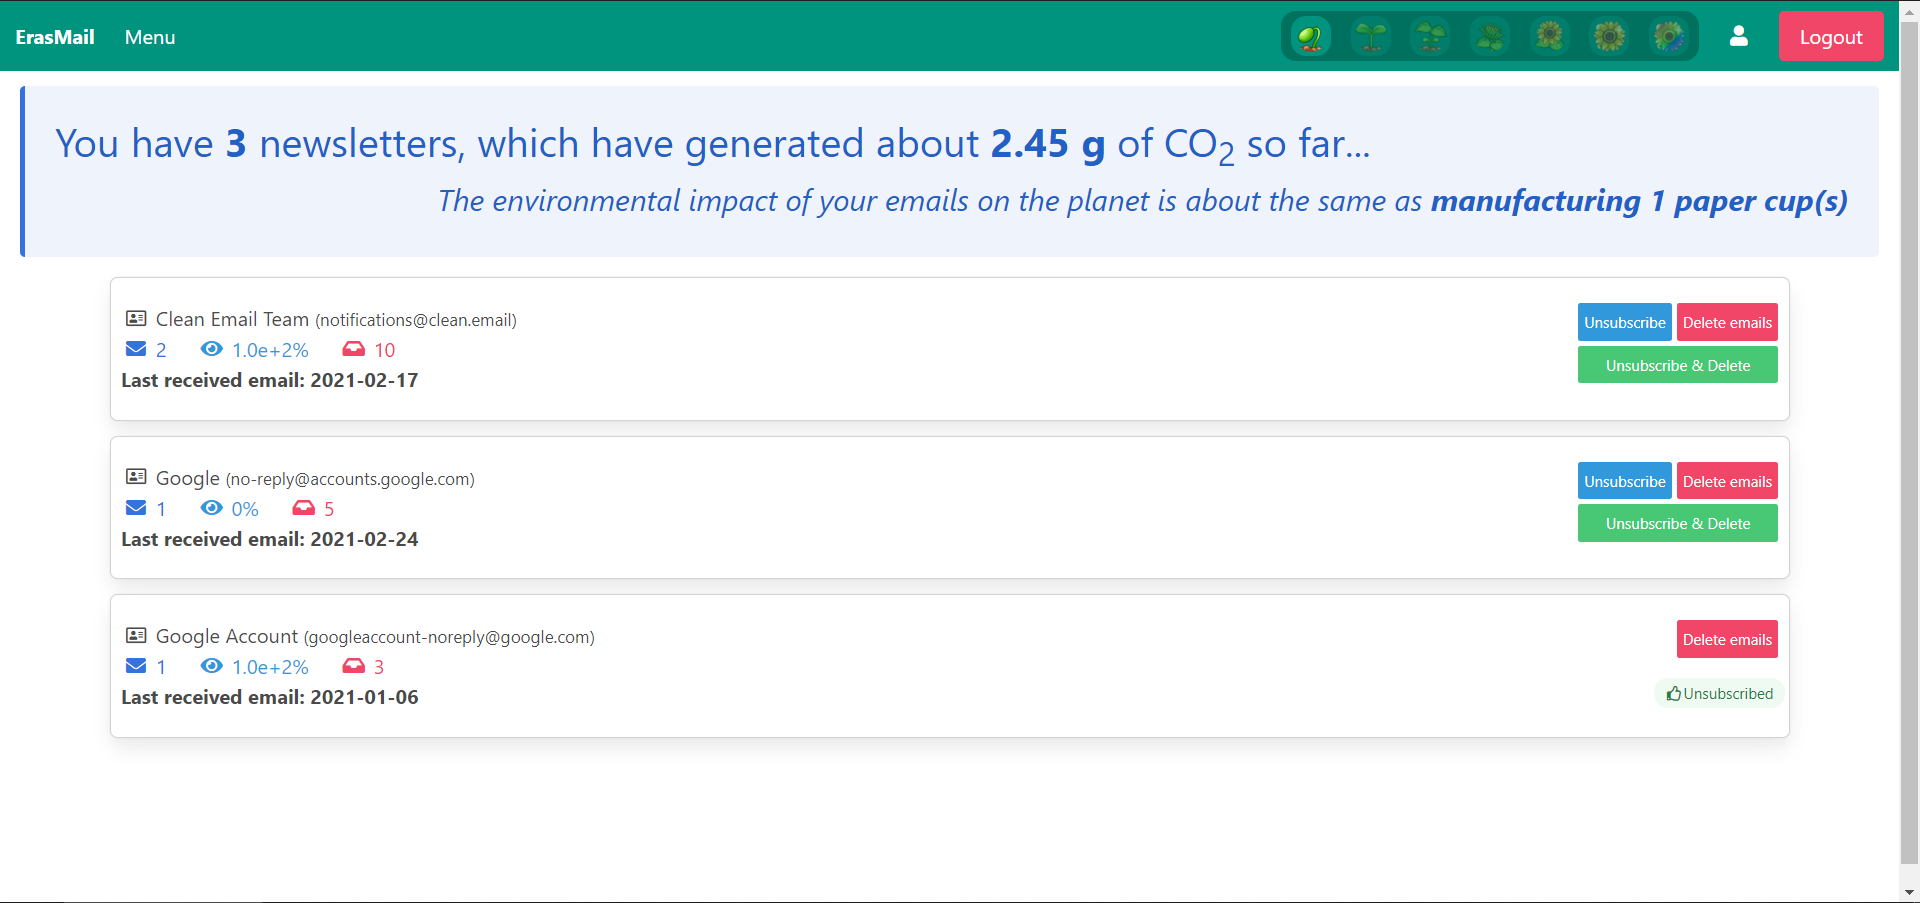 ErasMail Menu Logout
You have 3 newsletters, which have generated about 2.45 g of CO2 so far...
The environmental impact of your emails on the planet is about the same as manufacturing 1 paper cup(s)
Clean Email Team (notifications@clean.email)
2 1.0e+2% 10
Last received email: 2021-02-17
Unsubscribe Delete emails
Unsubscribe & Delete
Google (no-reply@accounts.google.com)
1 0% 5
Last received email: 2021-02-24
Unsubscribe Delete emails
Unsubscribe & Delete
Google Account (googleaccount-noreply@google.com)
1 1.0e+2% 3
Last received email: 2021-01-06
Delete emails
Unsubscribed